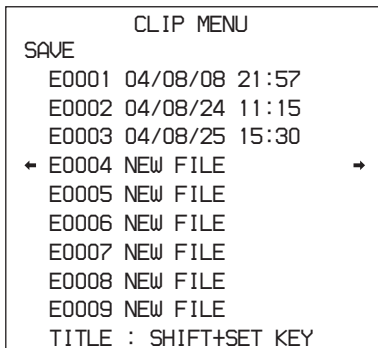 CLIP MENU
SAVE
E0001 04/08/08 21:57
E0002 04/08/24 11:15
E0003 04/08/25 15:30
← E0004 NEW FILE →
E0005 NEW FILE
E0006 NEW FILE
E0007 NEW FILE
E0008 NEW FILE
E0009 NEW FILE
TITLE : SHIFT+SET KEY